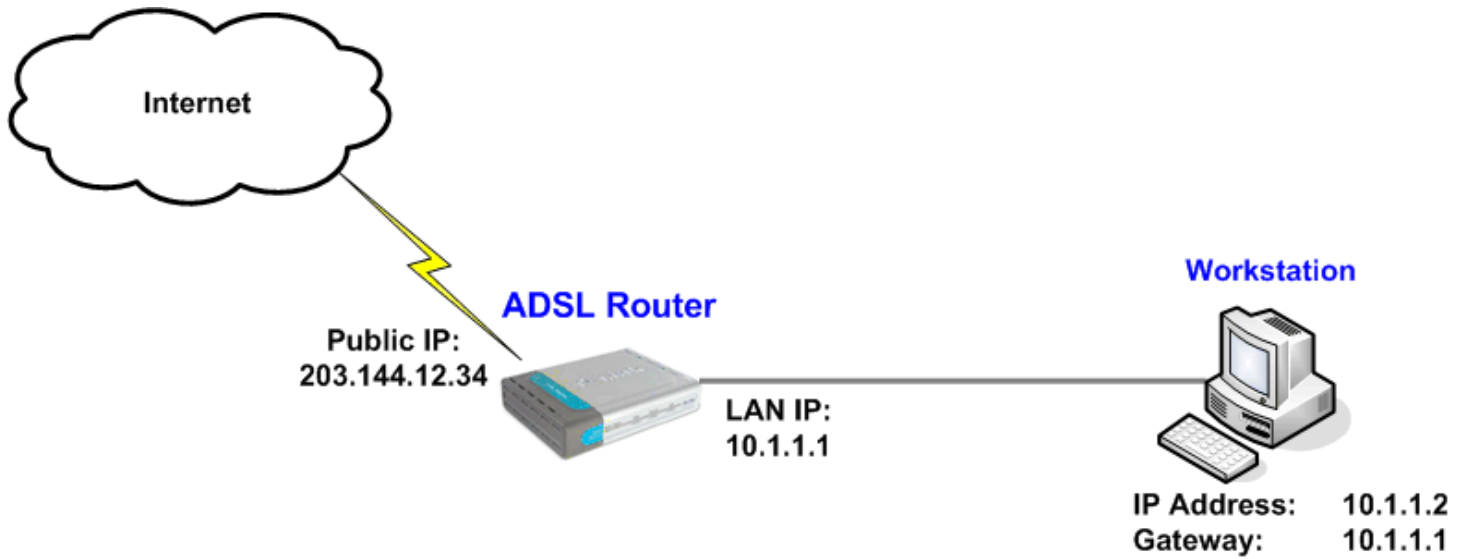 Internet
ADSL Router
Public IP:
203.144.12.34
LAN IP:
10.1.1.1
Workstation
IP Address: 10.1.1.2
Gateway: 10.1.1.1